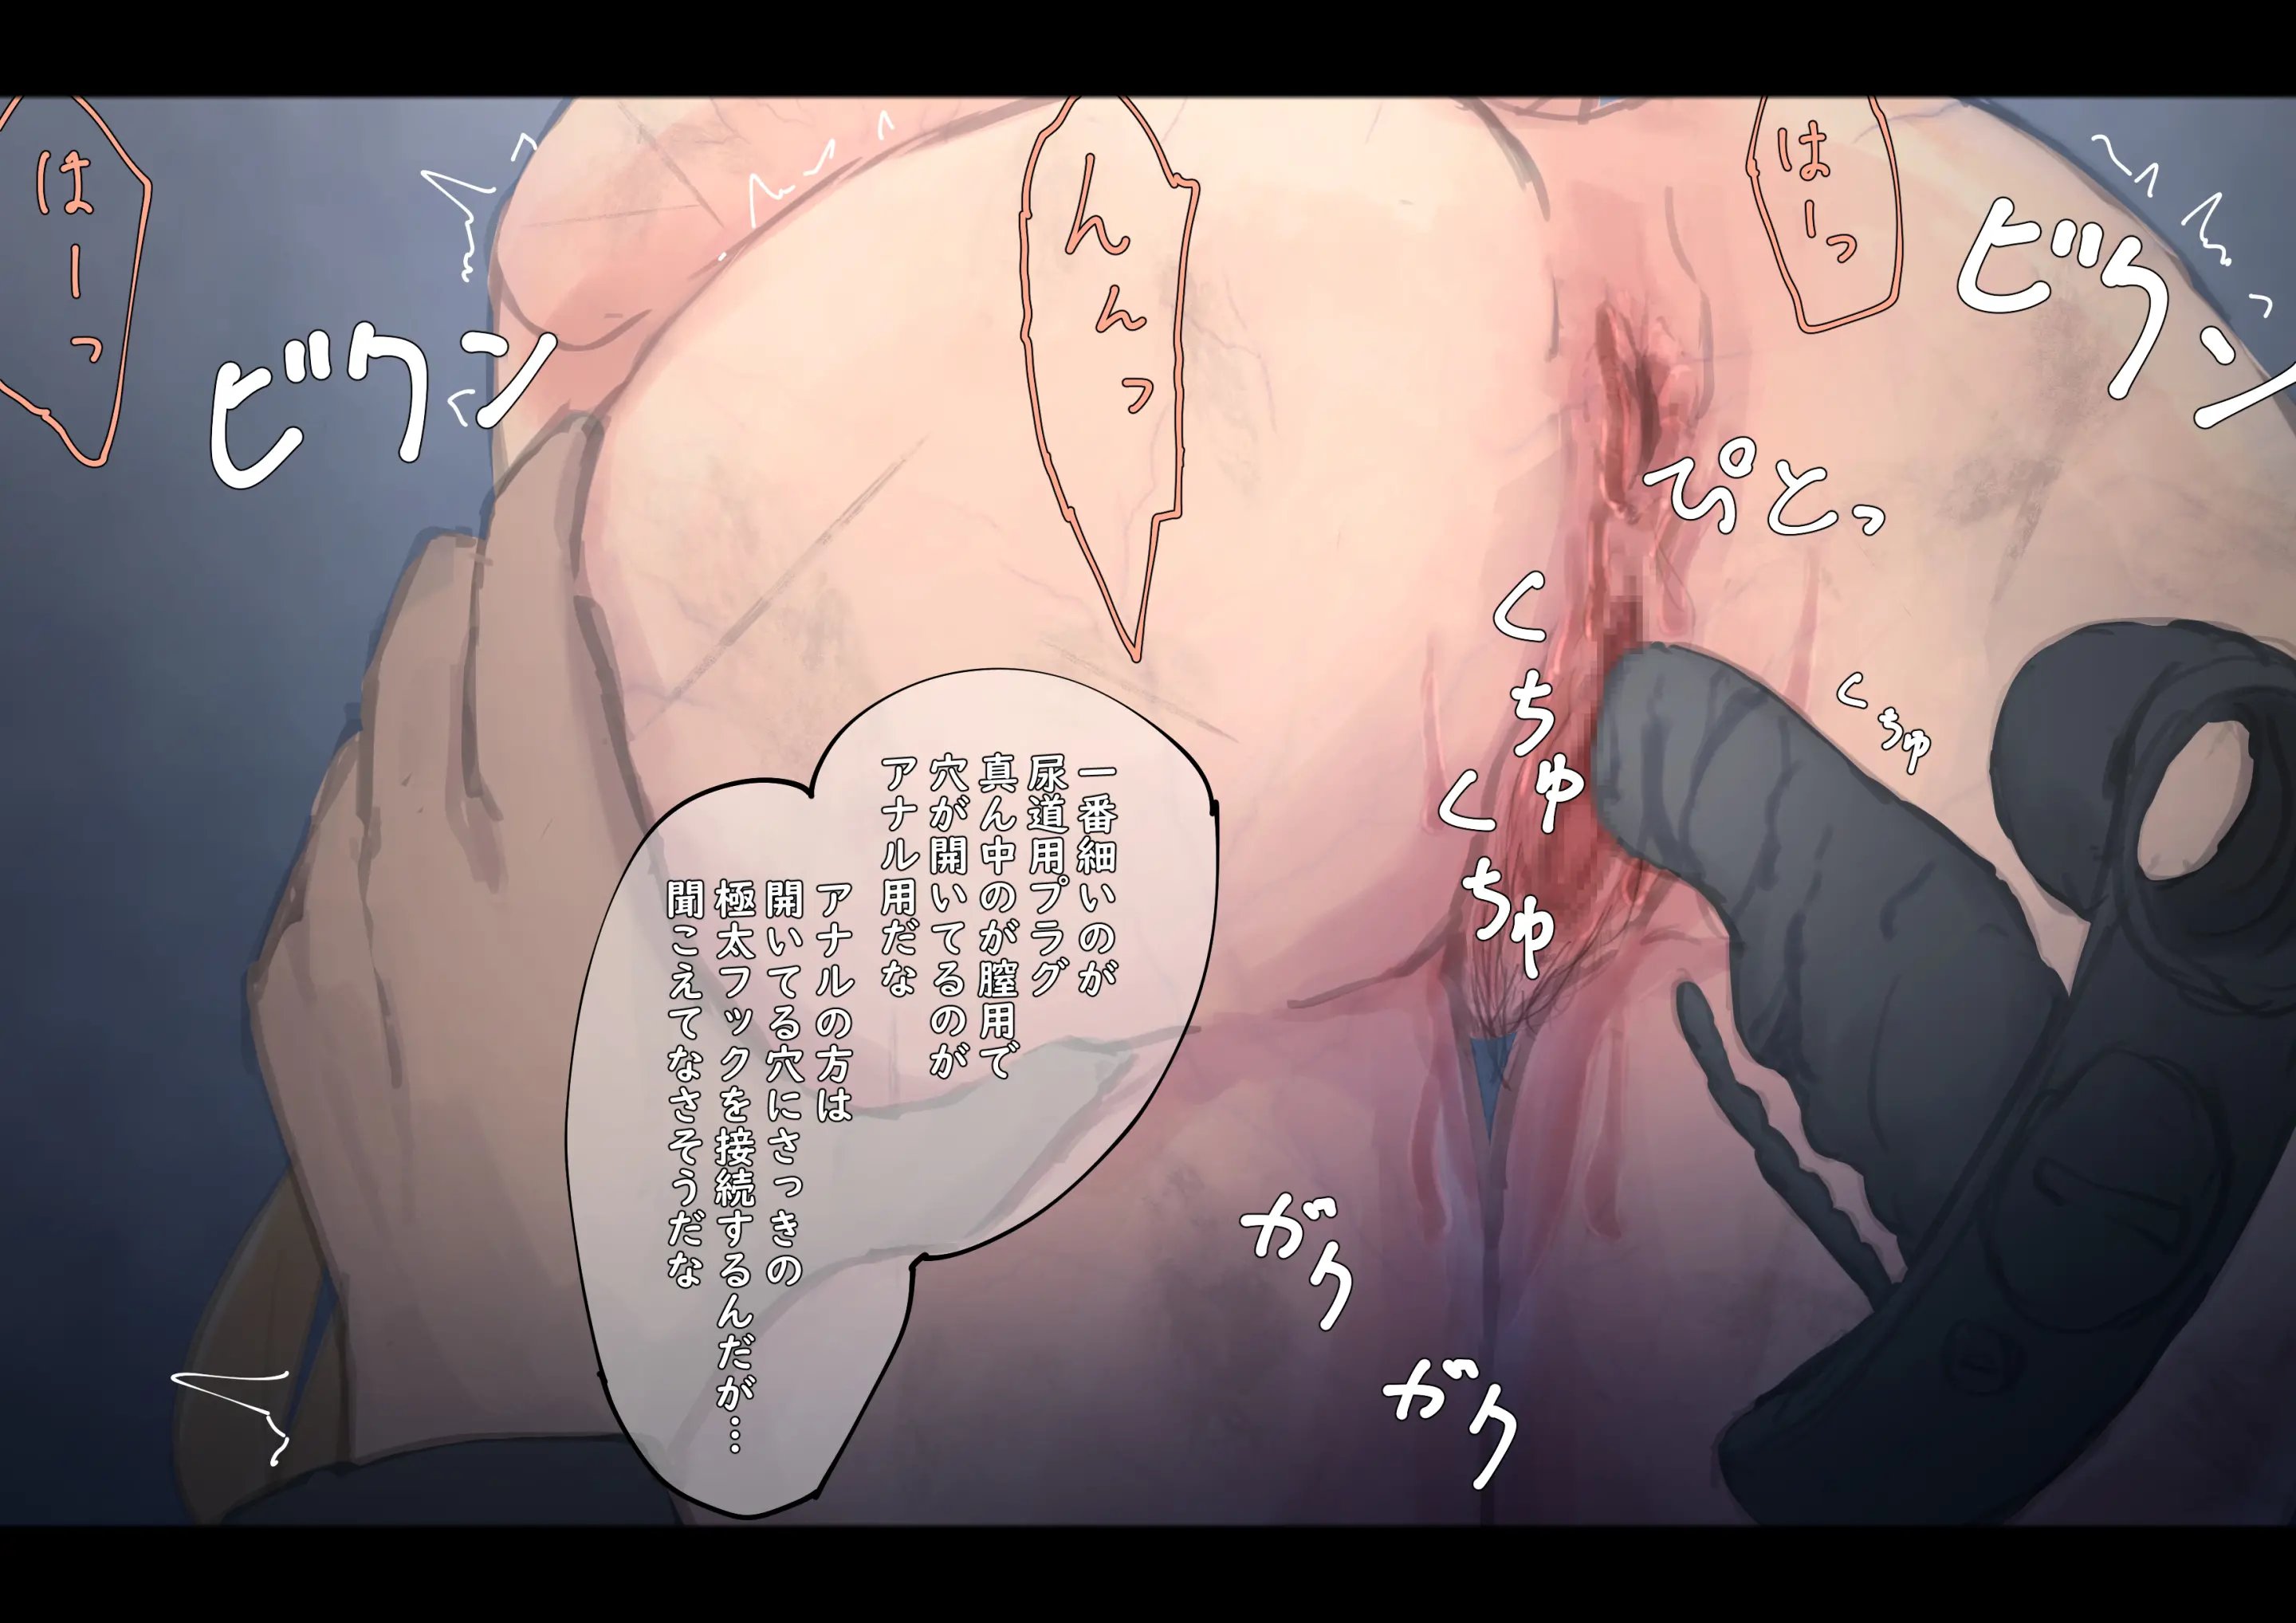 はーっ
ビクン
はーっ
んんっ
ぴとっ
くちゅ
くちゅ
くちゅ
一番細いのが
尿道用プラグ
真ん中のが膣用で
穴が開いてるのが
アナル用だな
アナルの方は
開いてる穴にさっきの
極太フックを接続するんだが…
聞こえてなさそうだな
ビクン
はーっ
ガク
ガク